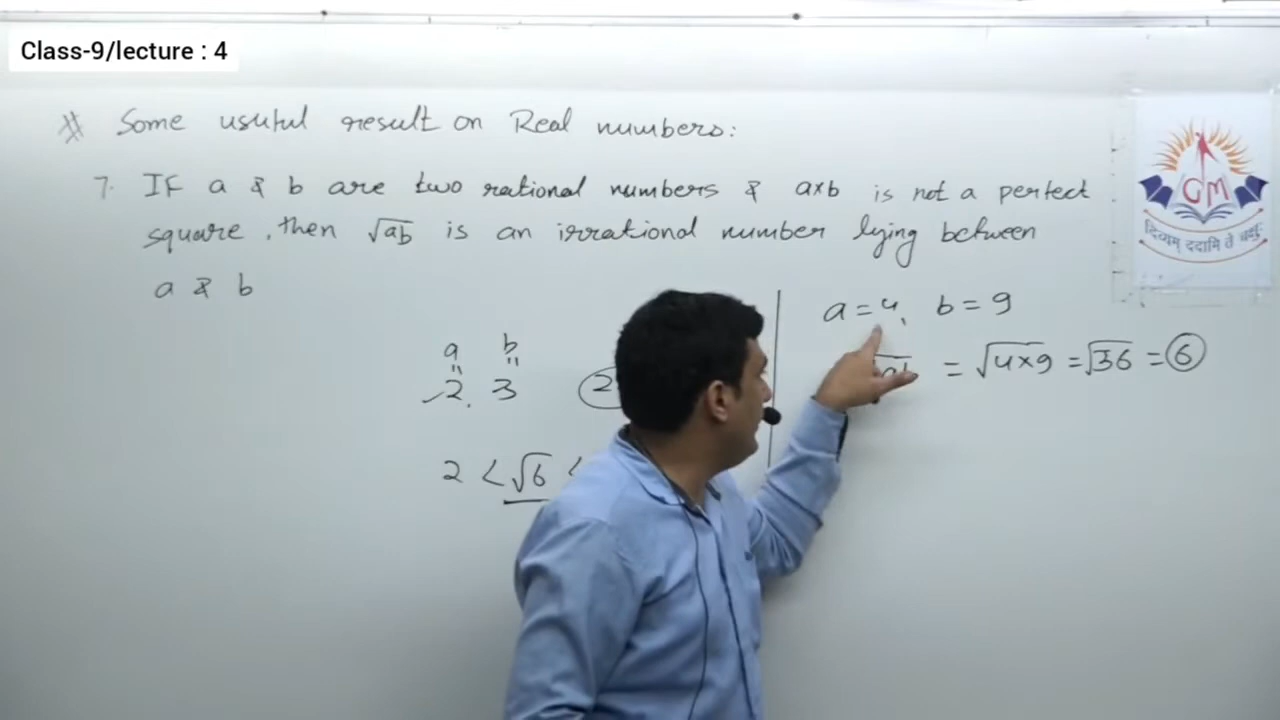 Class-9/lecture : 4
# Some usuful result on Real numbers:
7. IF a & b are two rational numbers & a×b is not a perfect
square, then √ab is an irrational number lying between
a & b
a b
" "
2. 3
2
2 < √6 <
a = 4, b = 9
= √4×9 = √36 = 6
GM
दिव्यम् ददामि ते चक्षुः